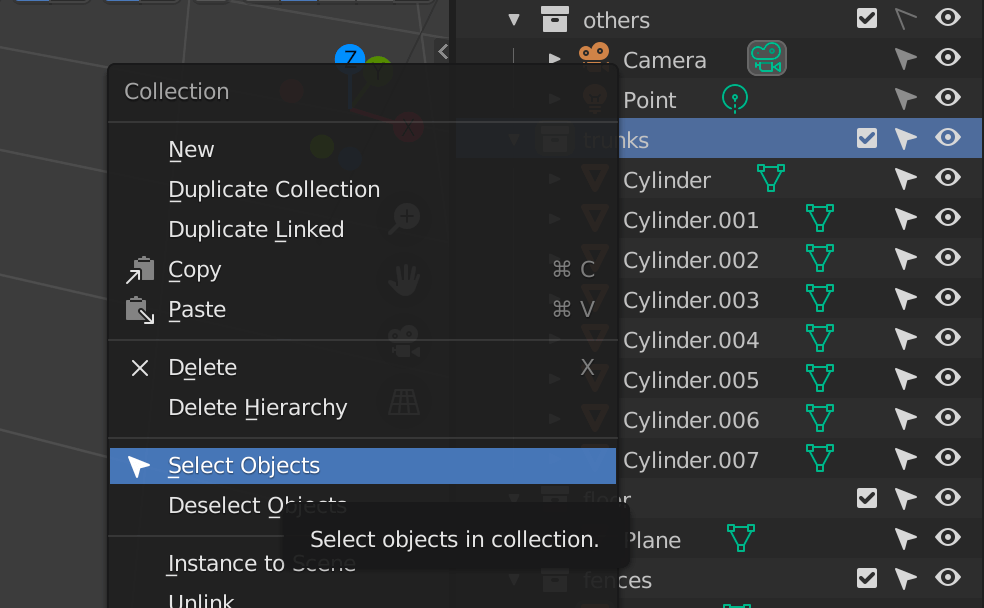 Collection
New
Duplicate Collection
Duplicate Linked
Copy ⌘ C
Paste ⌘ V
Delete X
Delete Hierarchy
Select Objects
Deselect Objects
Select objects in collection.
Instance to Scene
Unlink
Z
Y
X
others
Camera
Point
trunks
Cylinder
Cylinder.001
Cylinder.002
Cylinder.003
Cylinder.004
Cylinder.005
Cylinder.006
Cylinder.007
floor
Plane
fences